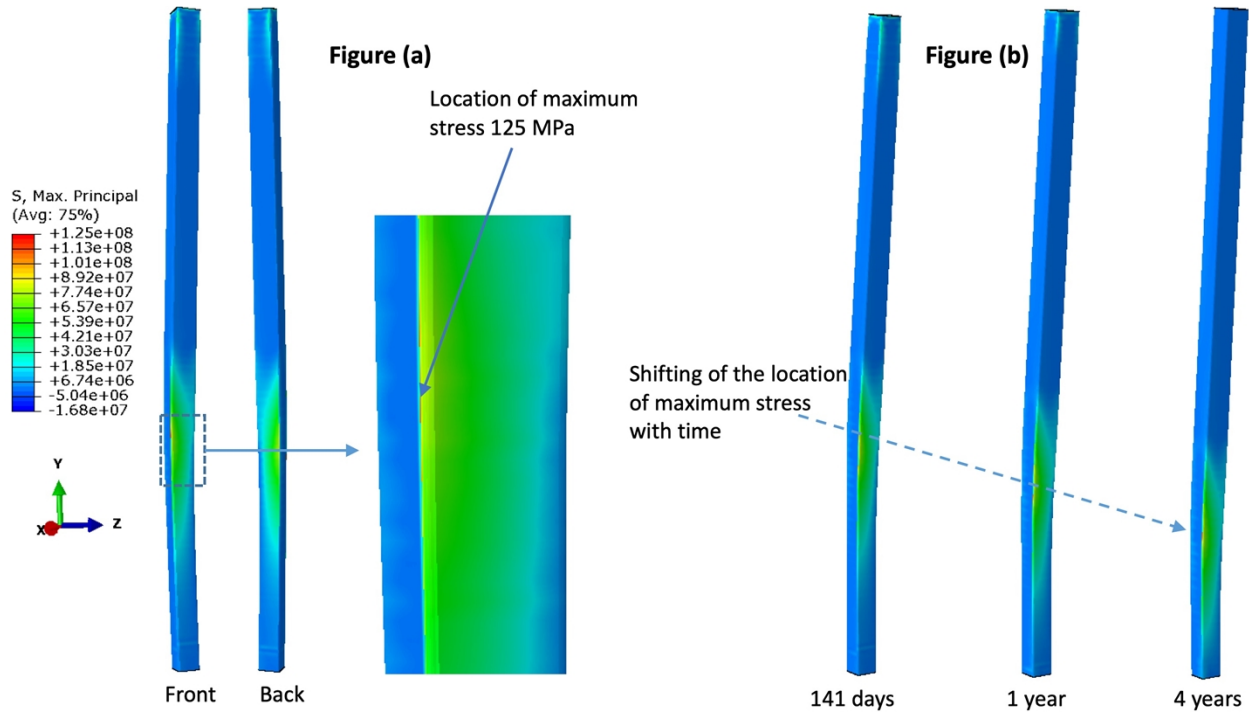 Figure (a)
Location of maximum
stress 125 MPa
S, Max. Principal
(Avg: 75%)
+1.25e+08
+1.13e+08
+1.01e+08
+8.92e+07
+7.74e+07
+6.57e+07
+5.39e+07
+4.21e+07
+3.03e+07
+1.85e+07
+6.74e+06
-5.04e+06
-1.68e+07
Y
X
Z
Front
Back
Figure (b)
Shifting of the location
of maximum stress
with time
141 days
1 year
4 years